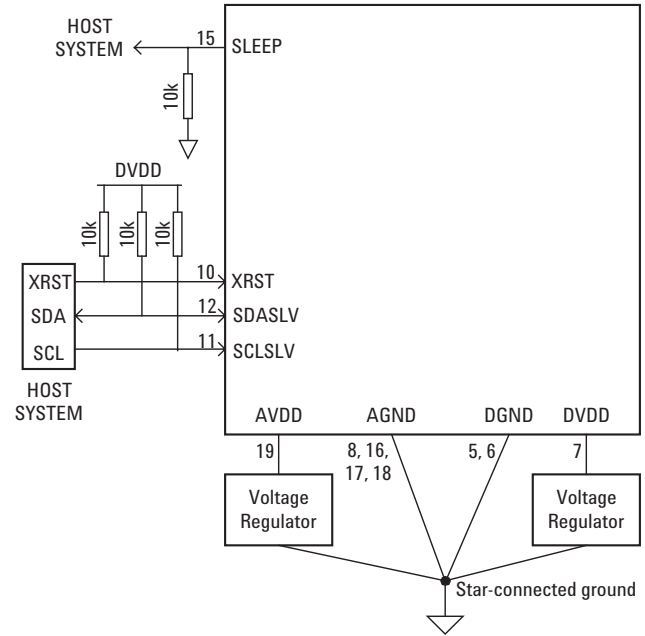 HOST
SYSTEM
15
SLEEP
10k
DVDD
10k
10k
10k
XRST
10
XRST
SDA
12
SDASLV
SCL
11
SCLSLV
HOST
SYSTEM
AVDD
AGND
DGND
DVDD
19
8, 16,
17, 18
5, 6
7
Voltage
Regulator
Voltage
Regulator
Star-connected ground